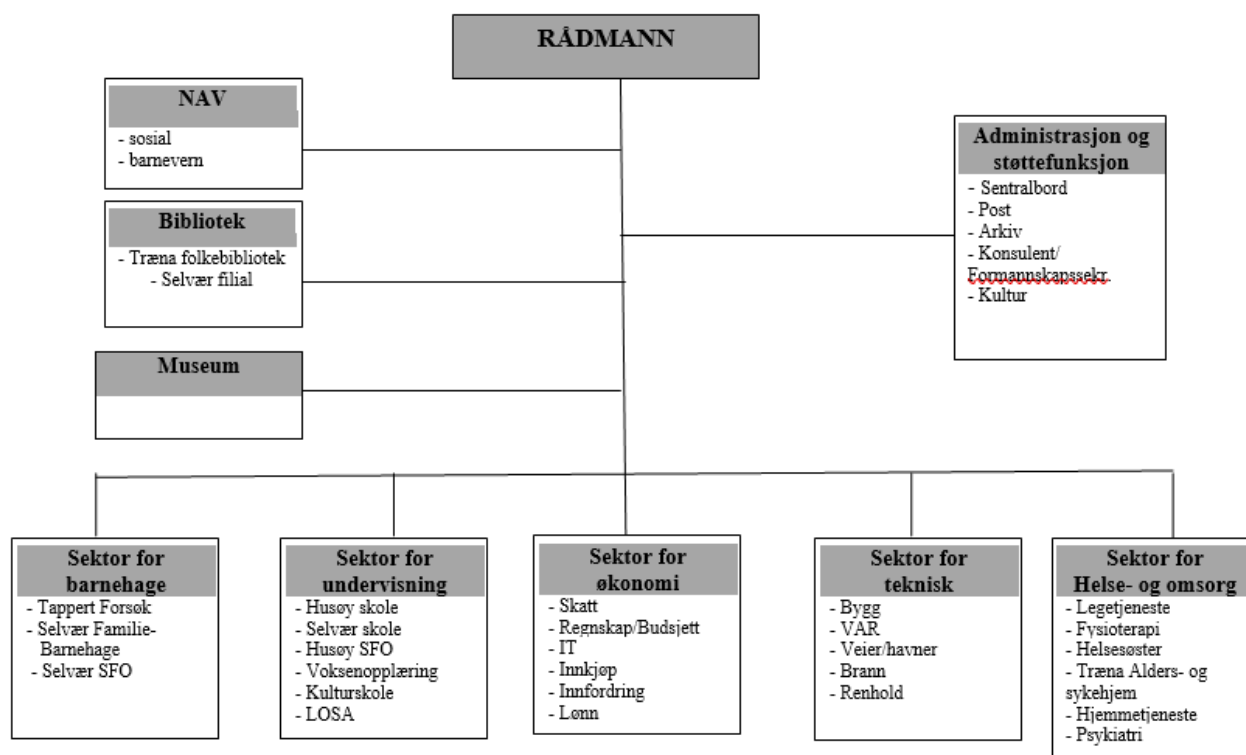 RÅDMANN
NAV
- sosial
- barnevern
Bibliotek
- Træna folkebibliotek
- Selvær filial
Museum
Administrasjon og
støttefunksjon
- Sentralbord
- Post
- Arkiv
- Konsulent/
Formannskapssekr.
- Kultur
Sektor for
barnehage
- Tappert Forsøk
- Selvær Familie-
Barnehage
- Selvær SFO
Sektor for
undervisning
- Husøy skole
- Selvær skole
- Husøy SFO
- Voksenopplæring
- Kulturskole
- LOSA
Sektor for
økonomi
- Skatt
- Regnskap/Budsjett
- IT
- Innkjøp
- Innfordring
- Lønn
Sektor for
teknisk
- Bygg
- VAR
- Veier/havner
- Brann
- Renhold
Sektor for
Helse- og omsorg
- Legetjeneste
- Fysioterapi
- Helsesøster
- Træna Alders- og
sykehjem
- Hjemmetjeneste
- Psykiatri